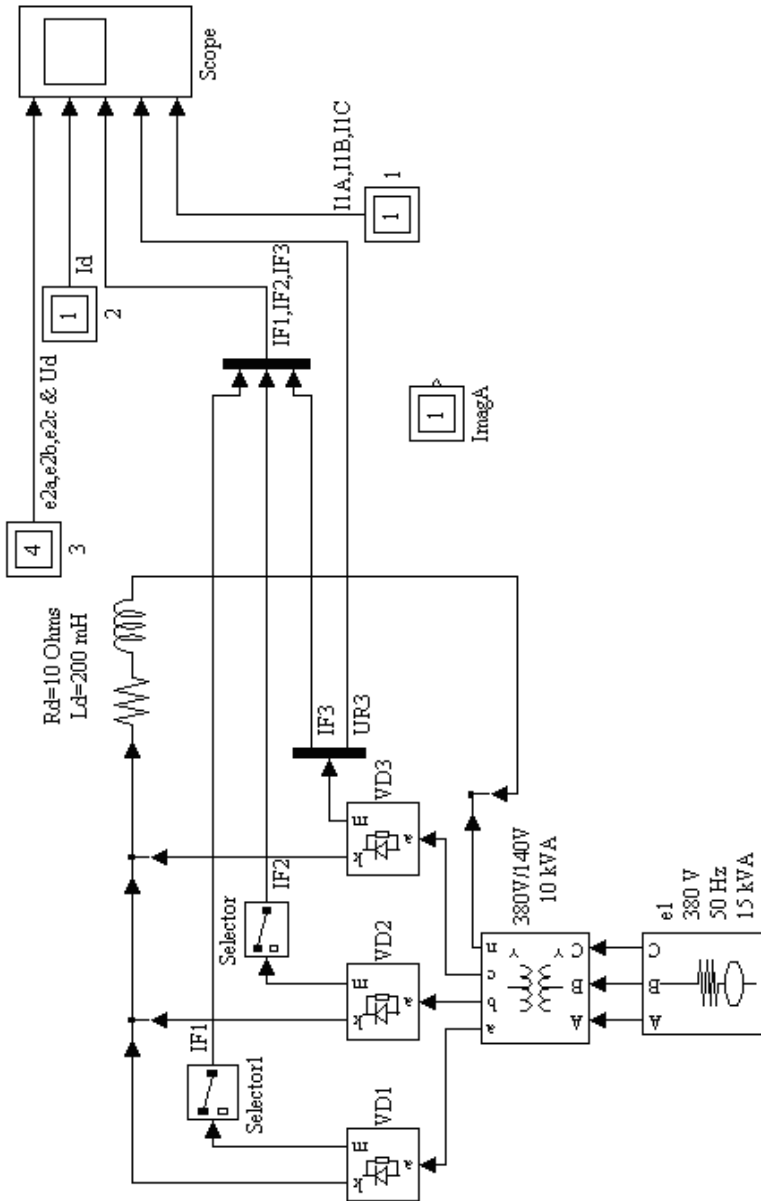 e1
380 V
50 Hz
15 kVA
A
B
C
A
B
C
Y
Y
a
b
c
n
380V/140V
10 kVA
VD1
a
k
m
VD2
a
k
m
VD3
a
k
m
Selector1
IF1
Selector
IF2
IF3
UR3
Rd=10 Ohms
Ld=200 mH
4
3
e2a,e2b,e2c & Ud
1
2
Id
IF1,IF2,IF3
1
ImagA
1
1
I1A,I1B,I1C
Scope